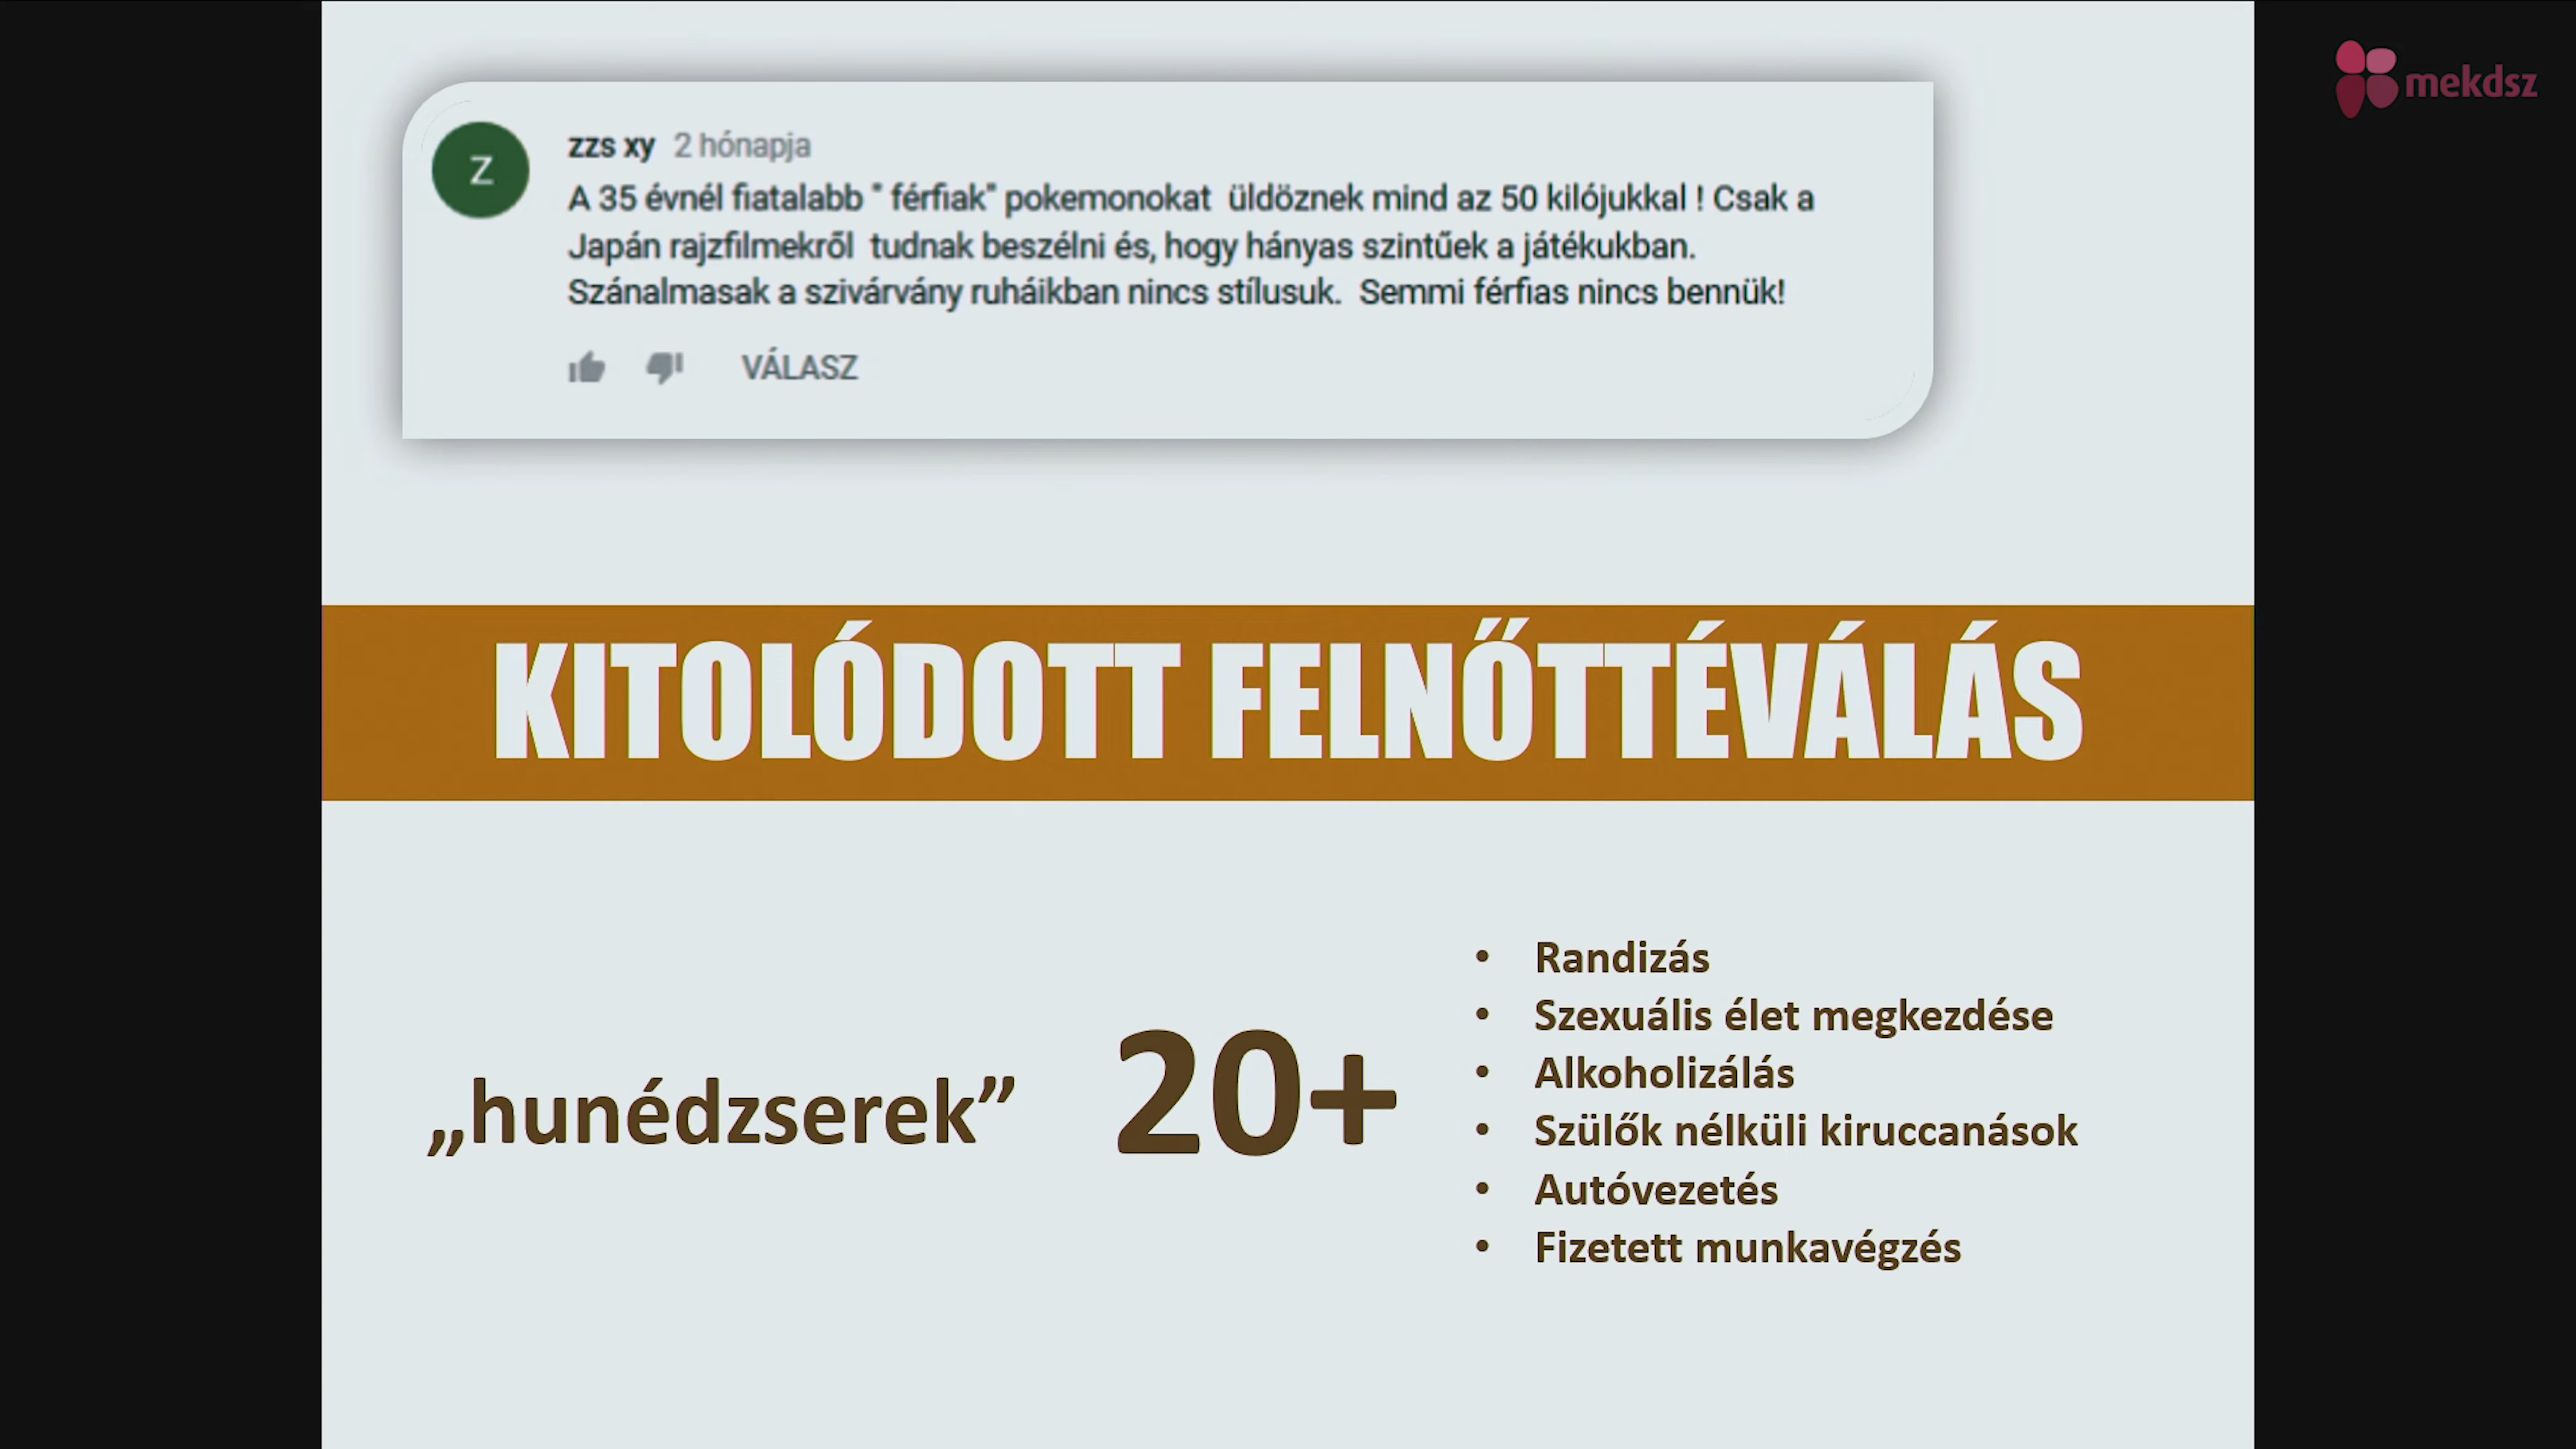 mekdsz
zzs xy 2 hónapja
Z
A 35 évnél fiatalabb " férfiak" pokemonokat üldöznek mind az 50 kilójukkal ! Csak a
Japán rajzfilmekről tudnak beszélni és, hogy hányas szintűek a játékukban.
Szánalmasak a szivárvány ruháikban nincs stílusuk. Semmi férfias nincs bennük!
VÁLASZ
KITOLÓDOTT FELNŐTTÉVÁLÁS
„hunédzserek”
20+
• Randizás
• Szexuális élet megkezdése
• Alkoholizálás
• Szülők nélküli kiruccanások
• Autóvezetés
• Fizetett munkavégzés